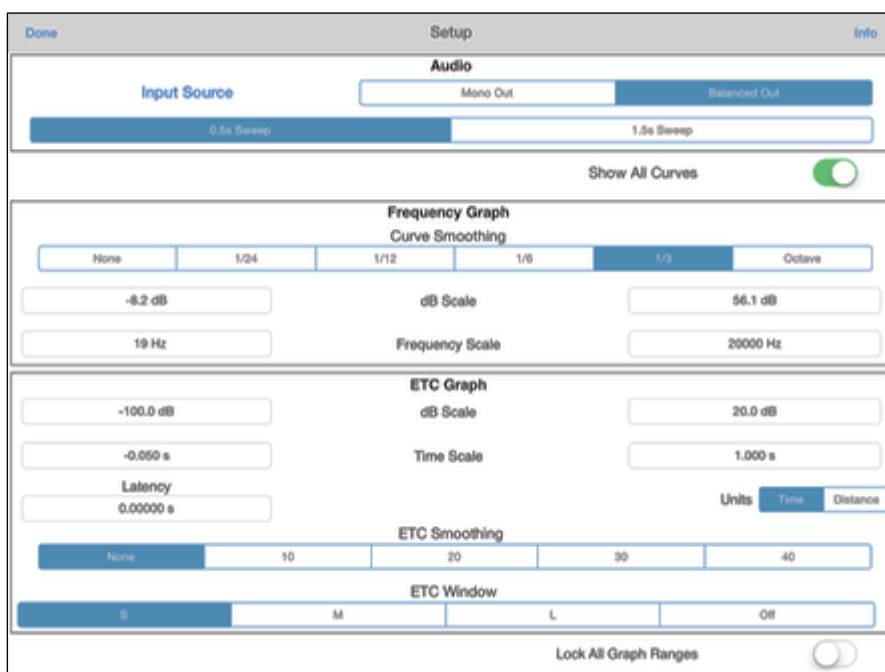 Done Setup Info
Audio
Input Source Mono Out Balanced Out
0.5s Sweep 1.5s Sweep
Show All Curves
Frequency Graph
Curve Smoothing
None 1/24 1/12 1/6 1/3 Octave
-8.2 dB dB Scale 56.1 dB
19 Hz Frequency Scale 20000 Hz
ETC Graph
-100.0 dB dB Scale 20.0 dB
-0.050 s Time Scale 1.000 s
Latency
0.00000 s Units Time Distance
ETC Smoothing
None 10 20 30 40
ETC Window
S M L Off
Lock All Graph Ranges